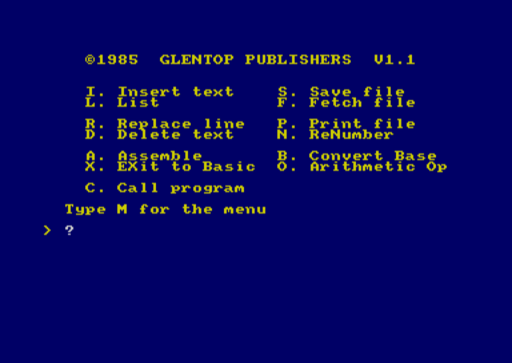 ©1985 GLENTOP PUBLISHERS V1.1
I. Insert text S. Save file
L. List F. Fetch file
R. Replace line P. Print file
D. Delete text N. ReNumber
A. Assemble B. Convert Base
X. EXit to Basic O. Arithmetic Op
C. Call program
Type M for the menu
> ?